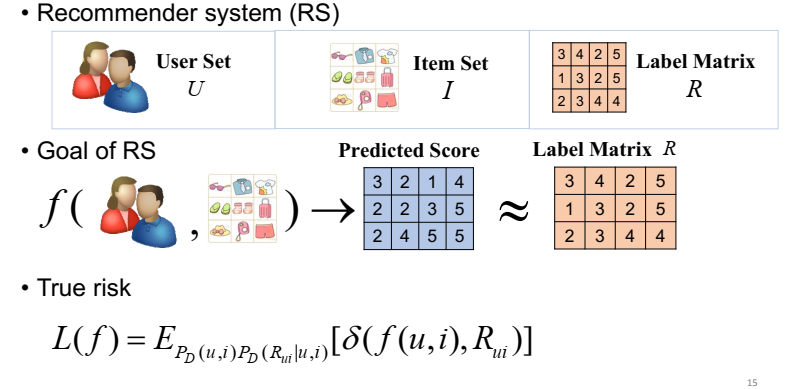 • Recommender system (RS)
User Set
U
Item Set
I
3 4 2 5
1 3 2 5
2 3 4 4
Label Matrix
R
• Goal of RS
Predicted Score
Label Matrix R
f( , ) → ≈
3 2 1 4
2 2 3 5
2 4 5 5
3 4 2 5
1 3 2 5
2 3 4 4
• True risk
L(f) = E_{P_D(u,i)P_D(R_{ui}|u,i)}[δ(f(u,i), R_{ui})]
15